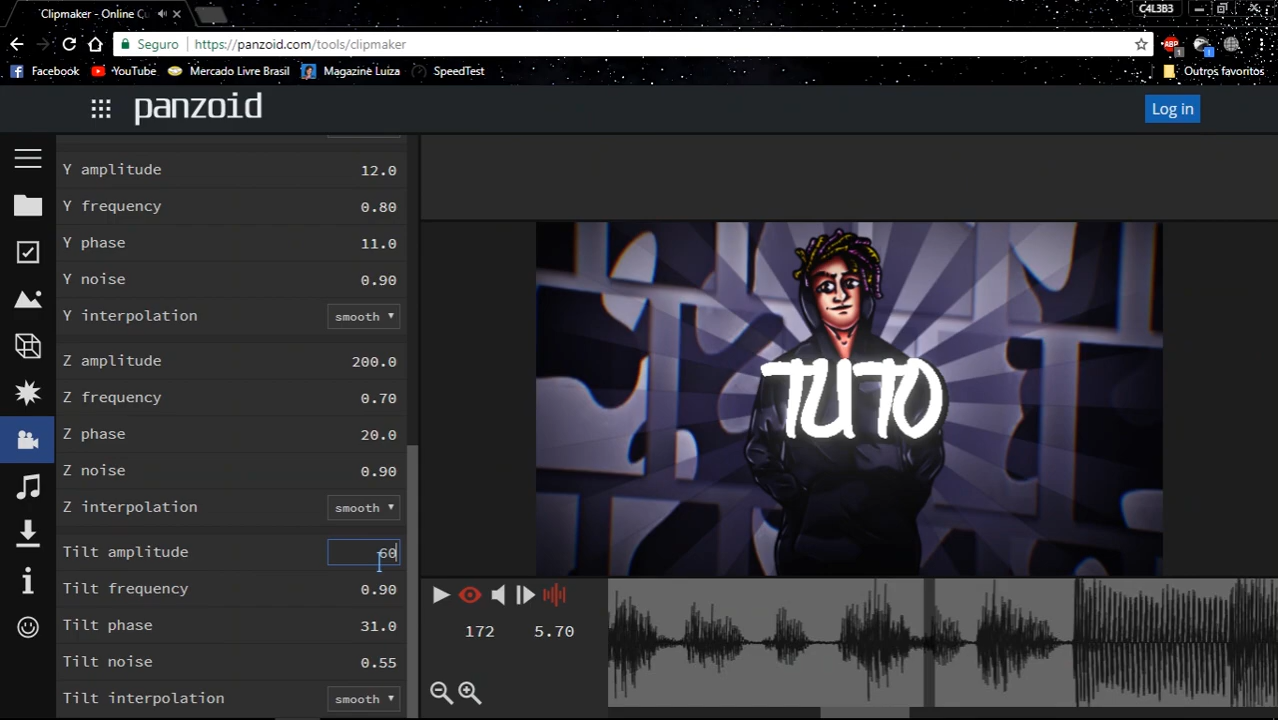 Clipmaker - Online C
C4L3B3
Seguro
https://panzoid.com/tools/clipmaker
ABP
1
1
Facebook
YouTube
Mercado Livre Brasil
Magazine Luiza
SpeedTest
Outros favoritos
panzoid
Log in
Y amplitude 12.0
Y frequency 0.80
Y phase 11.0
Y noise 0.90
Y interpolation smooth
Z amplitude 200.0
Z frequency 0.70
Z phase 20.0
Z noise 0.90
Z interpolation smooth
Tilt amplitude 60
Tilt frequency 0.90
Tilt phase 31.0
Tilt noise 0.55
Tilt interpolation smooth
TUTO
172 5.70